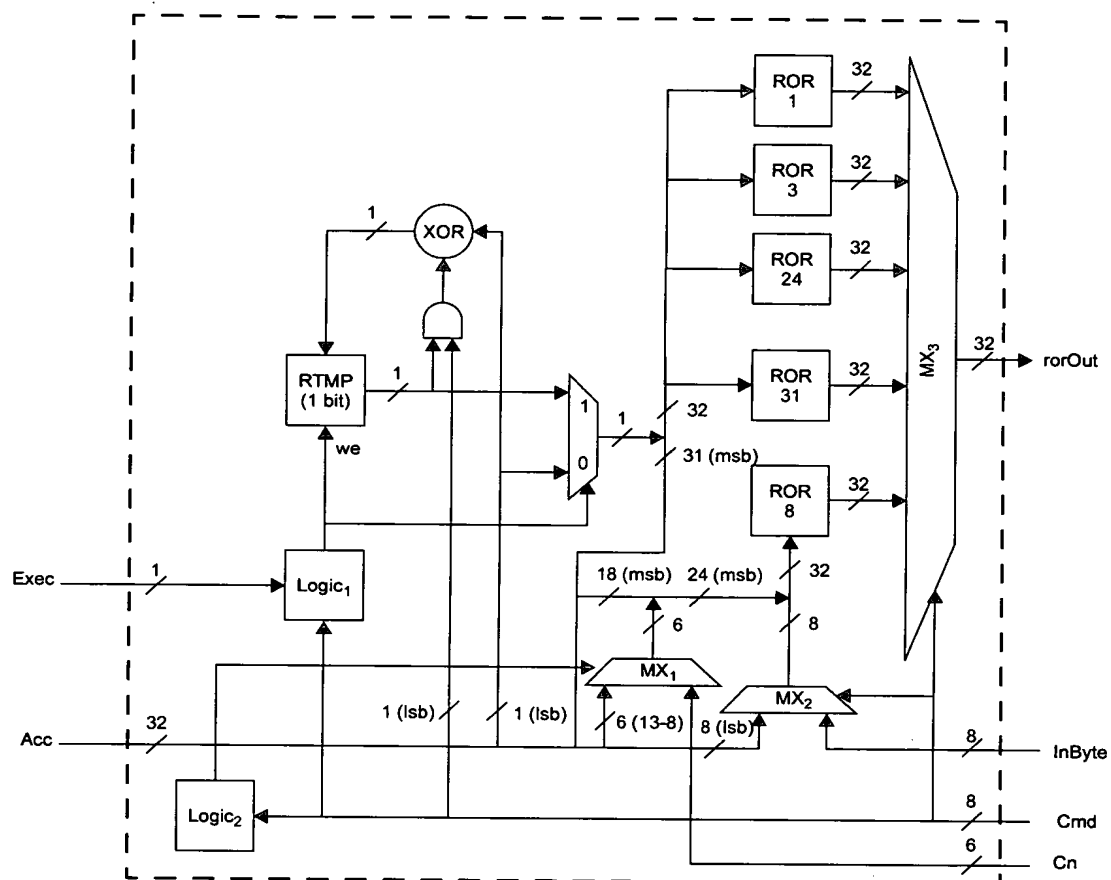 ROR
1
32
ROR
3
32
ROR
24
32
ROR
31
32
ROR
8
32
MX3
32
rorOut
1
XOR
RTMP
(1 bit)
1
we
1
0
1
32
31 (msb)
Exec
1
Logic1
18 (msb)
24 (msb)
32
6
8
MX1
MX2
1 (lsb)
1 (lsb)
6 (13–8)
8 (lsb)
Acc
32
8
InByte
Logic2
8
Cmd
6
Cn